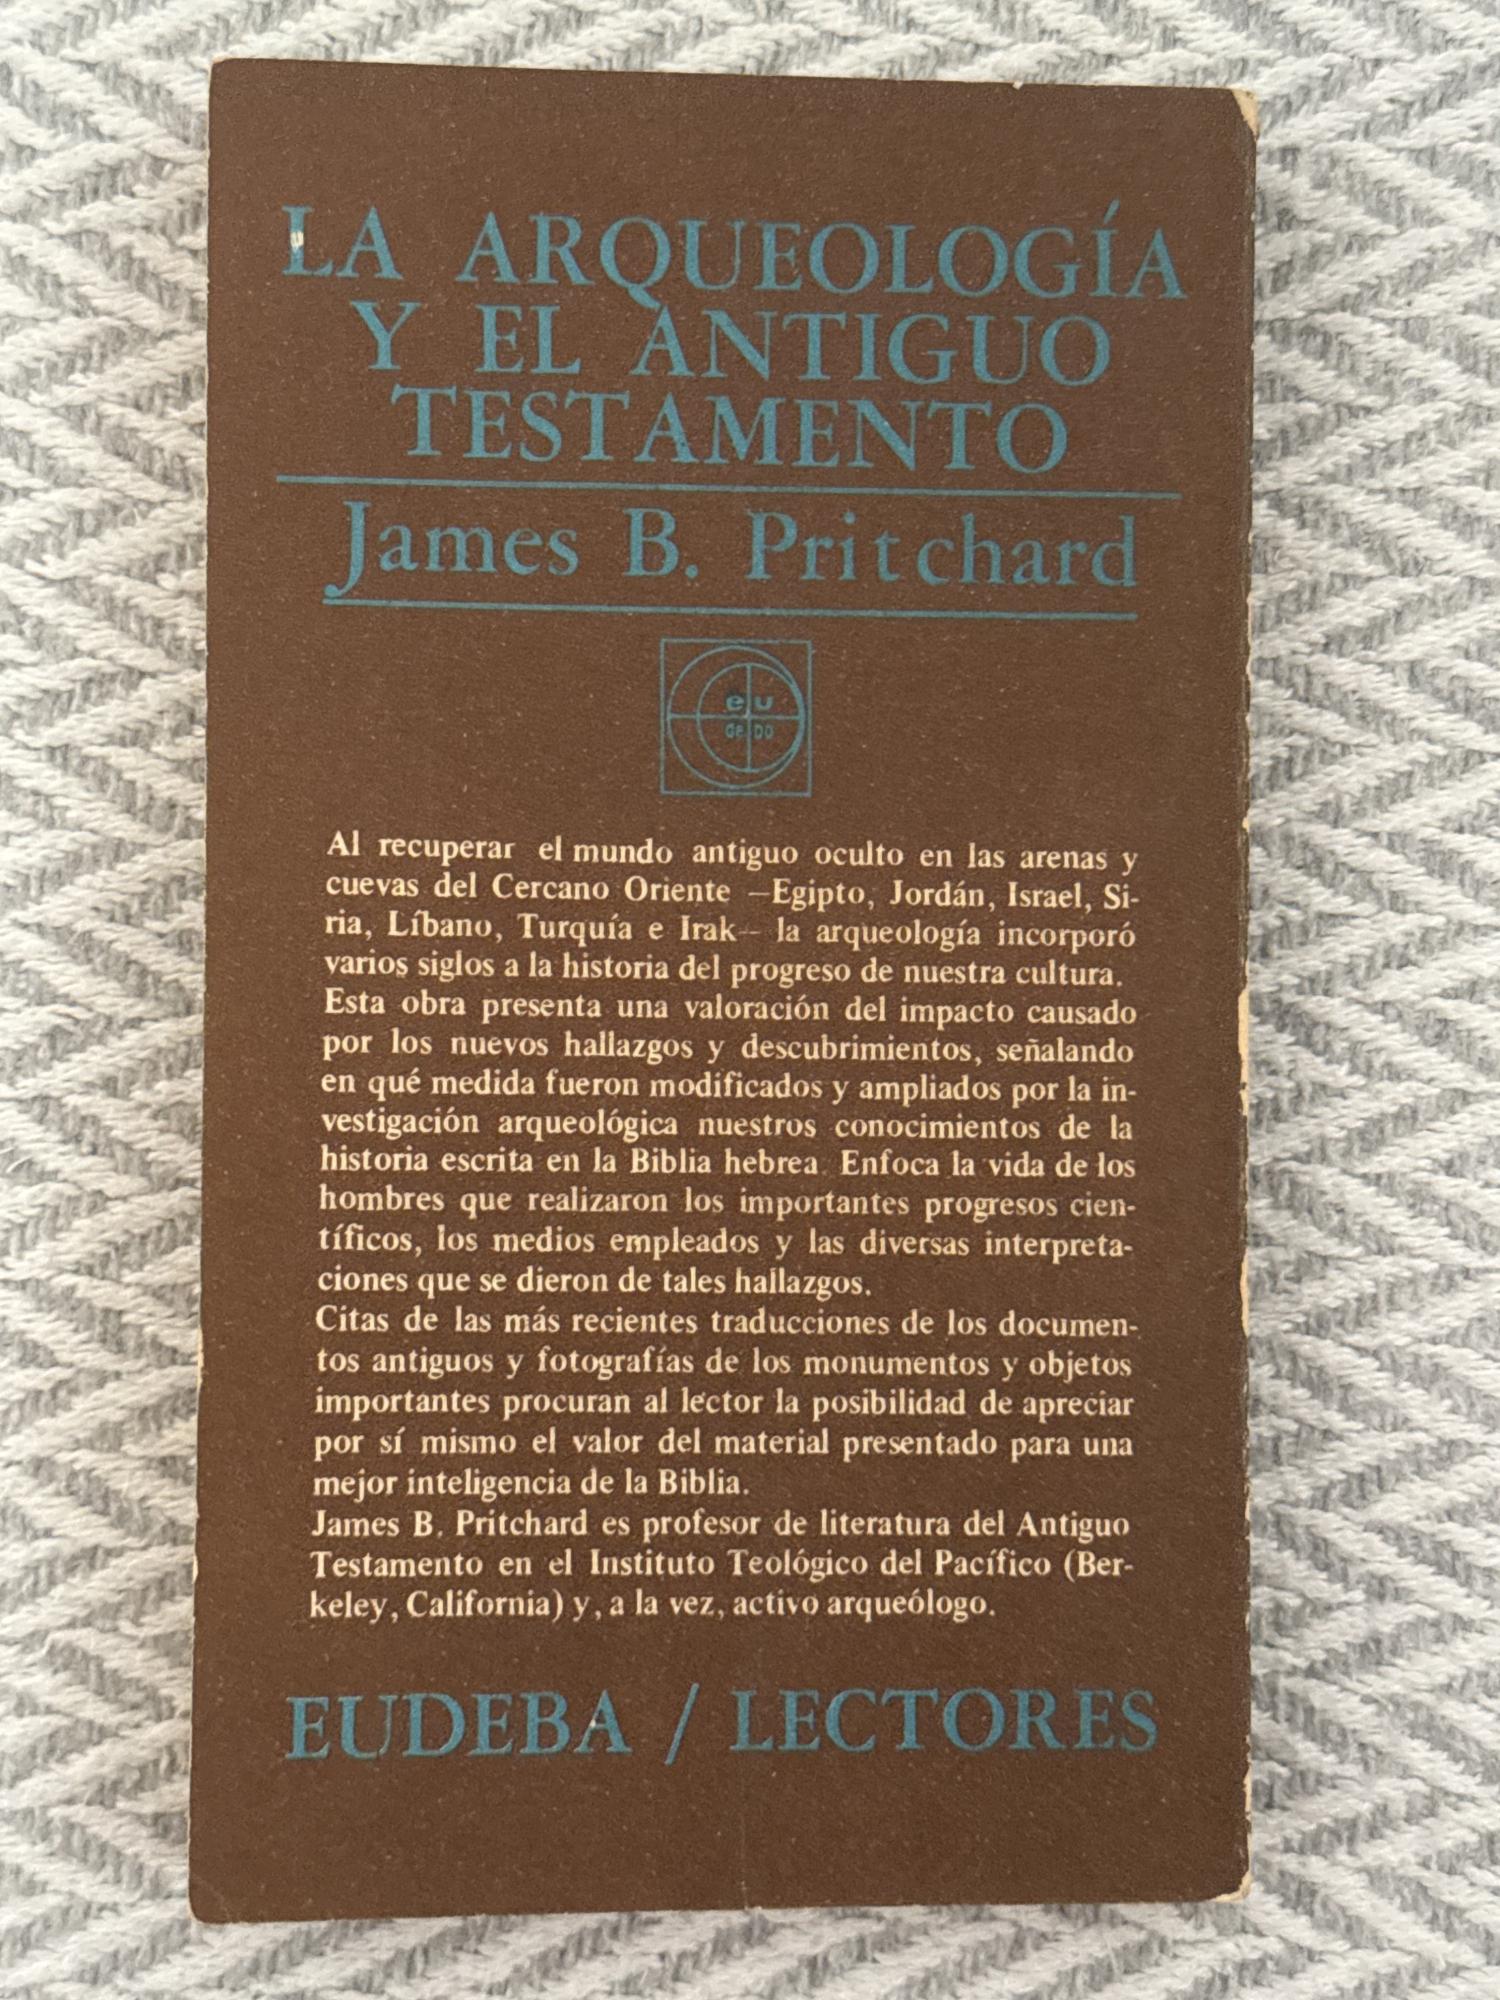 LA ARQUEOLOGÍA
Y EL ANTIGUO
TESTAMENTO
James B. Pritchard
eu
deba
Al recuperar el mundo antiguo oculto en las arenas y
cuevas del Cercano Oriente —Egipto, Jordán, Israel, Si-
ria, Líbano, Turquía e Irak— la arqueología incorporó
varios siglos a la historia del progreso de nuestra cultura.
Esta obra presenta una valoración del impacto causado
por los nuevos hallazgos y descubrimientos, señalando
en qué medida fueron modificados y ampliados por la in-
vestigación arqueológica nuestros conocimientos de la
historia escrita en la Biblia hebrea. Enfoca la vida de los
hombres que realizaron los importantes progresos cien-
tíficos, los medios empleados y las diversas interpreta-
ciones que se dieron de tales hallazgos.
Citas de las más recientes traducciones de los documen-
tos antiguos y fotografías de los monumentos y objetos
importantes procuran al lector la posibilidad de apreciar
por sí mismo el valor del material presentado para una
mejor inteligencia de la Biblia.
James B. Pritchard es profesor de literatura del Antiguo
Testamento en el Instituto Teológico del Pacífico (Ber-
keley, California) y, a la vez, activo arqueólogo.
EUDEBA / LECTORES